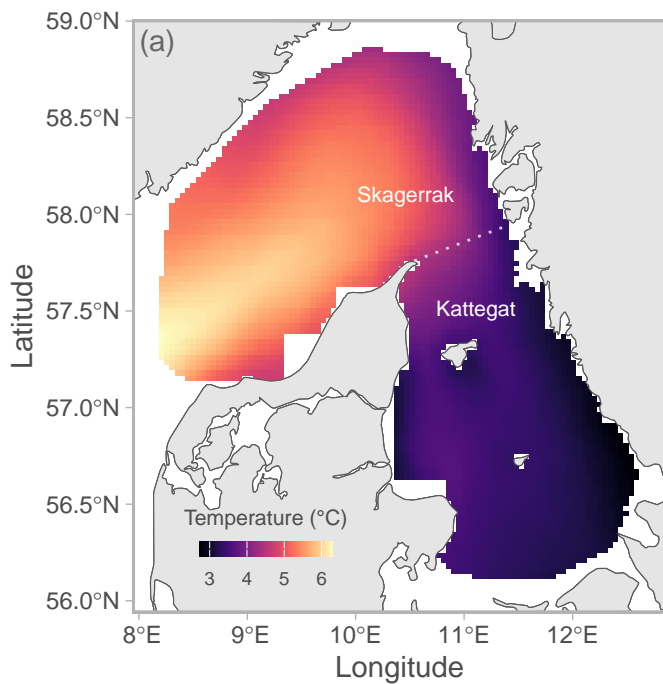 (a)
59.0°N
58.5°N
58.0°N
57.5°N
57.0°N
56.5°N
56.0°N
Latitude
Skagerrak
Kattegat
Temperature (°C)
3 4 5 6
8°E 9°E 10°E 11°E 12°E
Longitude